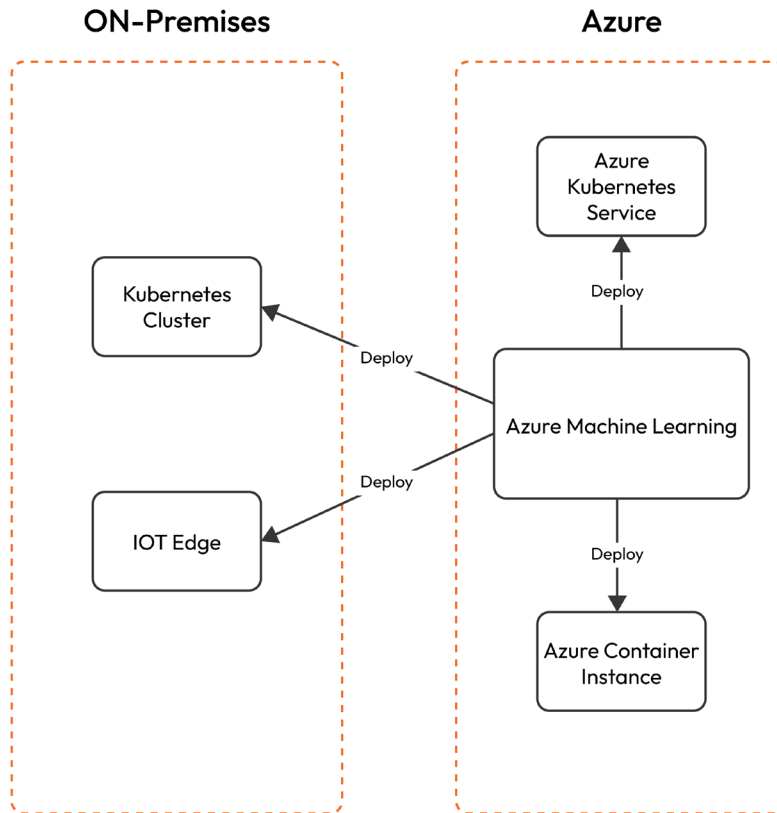 ON-Premises
Azure
Azure
Kubernetes
Service
Kubernetes
Cluster
Deploy
Deploy
Azure Machine Learning
Deploy
IOT Edge
Deploy
Azure Container
Instance